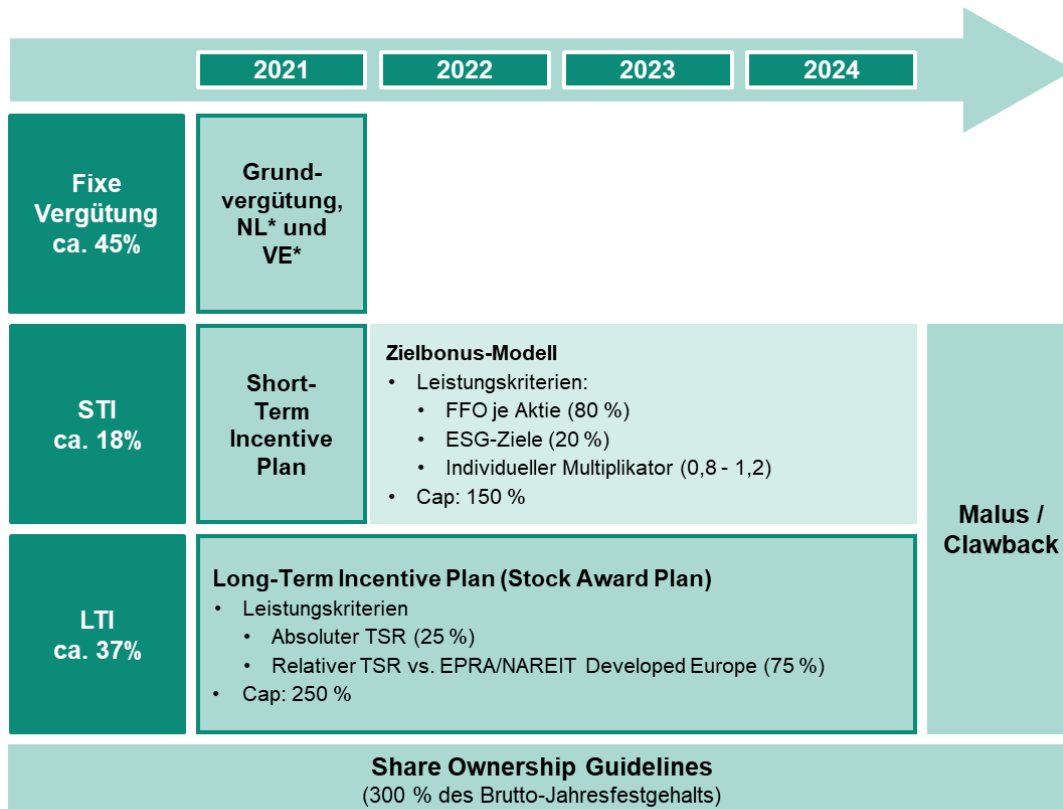 2021
2022
2023
2024
Fixe
Vergütung
ca. 45%
Grund-
vergütung,
NL* und
VE*
STI
ca. 18%
Short-
Term
Incentive
Plan
Zielbonus-Modell
• Leistungskriterien:
• FFO je Aktie (80 %)
• ESG-Ziele (20 %)
• Individueller Multiplikator (0,8 - 1,2)
• Cap: 150 %
Malus /
Clawback
LTI
ca. 37%
Long-Term Incentive Plan (Stock Award Plan)
• Leistungskriterien
• Absoluter TSR (25 %)
• Relativer TSR vs. EPRA/NAREIT Developed Europe (75 %)
• Cap: 250 %
Share Ownership Guidelines
(300 % des Brutto-Jahresfestgehalts)